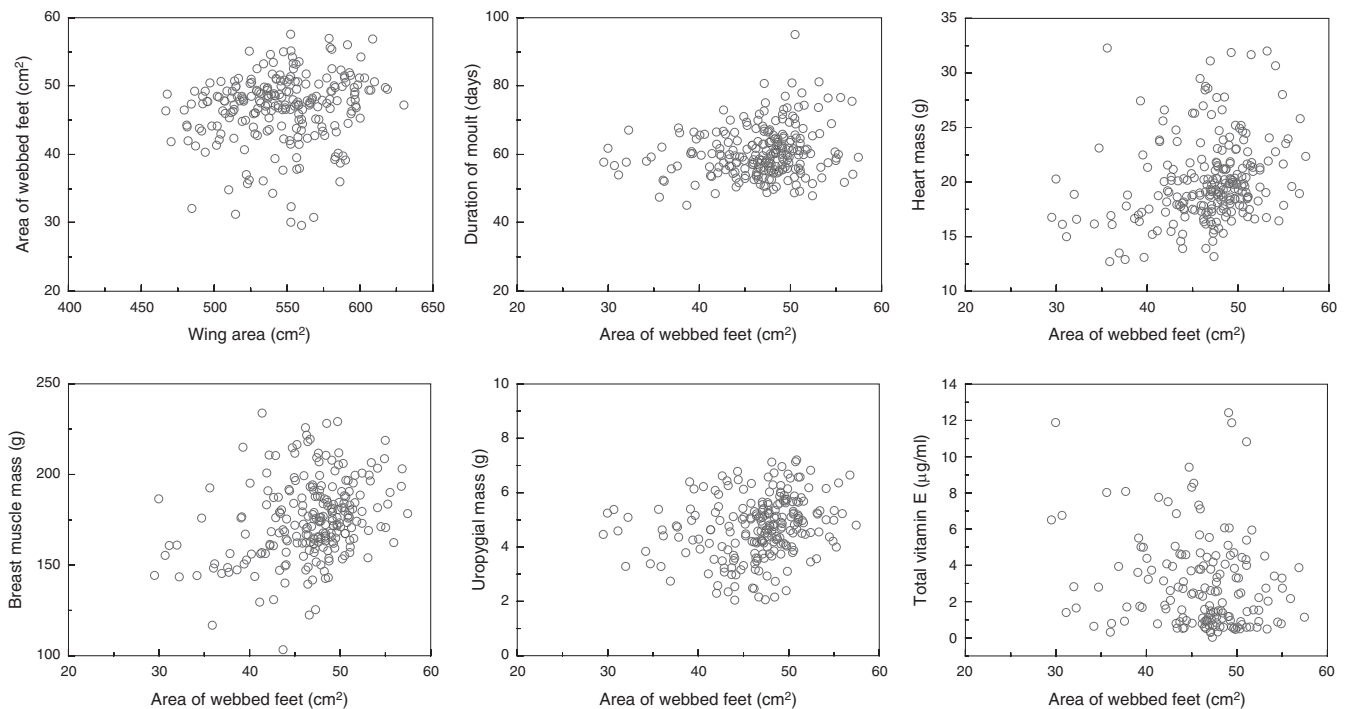 60
50
40
30
20
Area of webbed feet (cm²)
400 450 500 550 600 650
Wing area (cm²)
100
80
60
40
20
Duration of moult (days)
20 30 40 50 60
Area of webbed feet (cm²)
35
30
25
20
15
10
Heart mass (g)
20 30 40 50 60
Area of webbed feet (cm²)
250
200
150
100
Breast muscle mass (g)
20 30 40 50 60
Area of webbed feet (cm²)
10
8
6
4
2
0
Uropygial mass (g)
20 30 40 50 60
Area of webbed feet (cm²)
14
12
10
8
6
4
2
0
Total vitamin E (μg/ml)
20 30 40 50 60
Area of webbed feet (cm²)